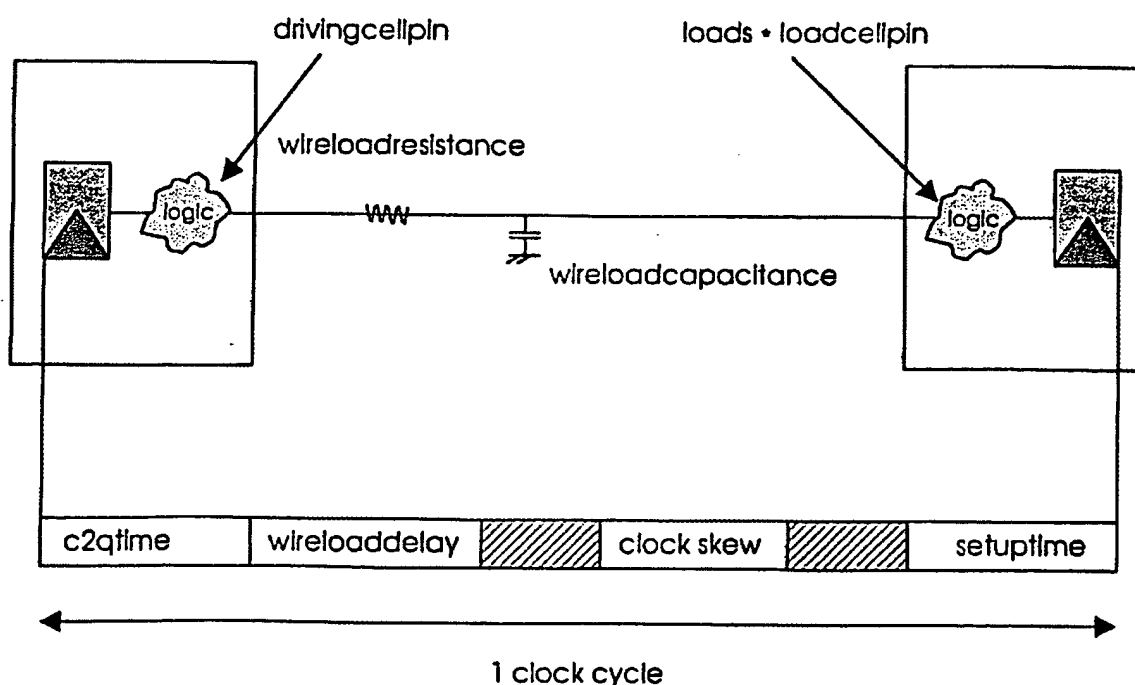 drivingcellpin
loads * loadcellpin
wireloadresistance
logic
logic
wireloadcapacitance
c2qtime
wireloaddelay
clock skew
setuptime
1 clock cycle